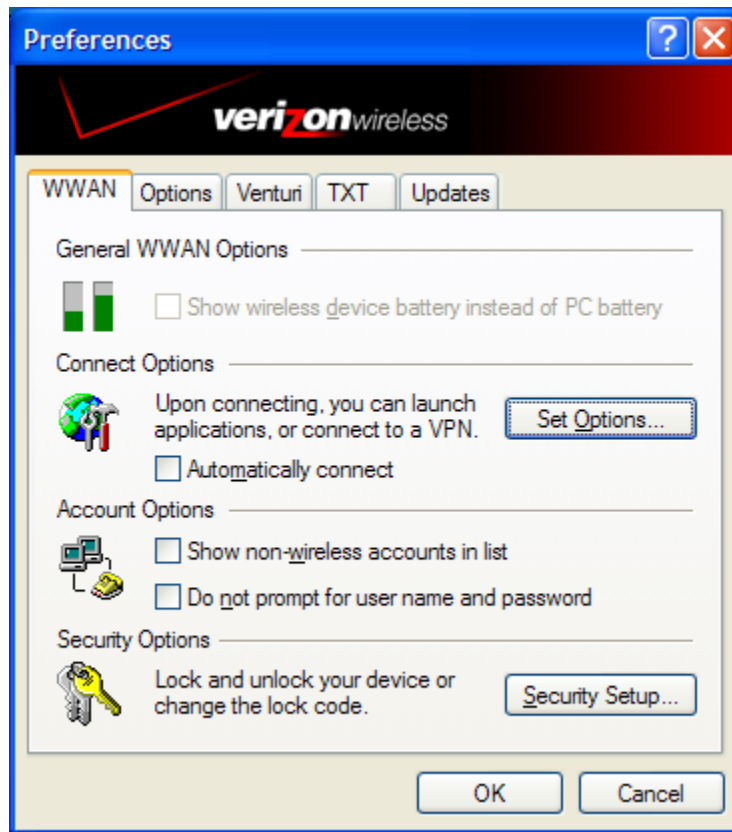 Preferences
?
X
verizonwireless
WWAN
Options
Venturi
TXT
Updates
General WWAN Options
Show wireless device battery instead of PC battery
Connect Options
Upon connecting, you can launch
applications, or connect to a VPN.
Set Options...
Automatically connect
Account Options
Show non-wireless accounts in list
Do not prompt for user name and password
Security Options
Lock and unlock your device or
change the lock code.
Security Setup...
OK
Cancel